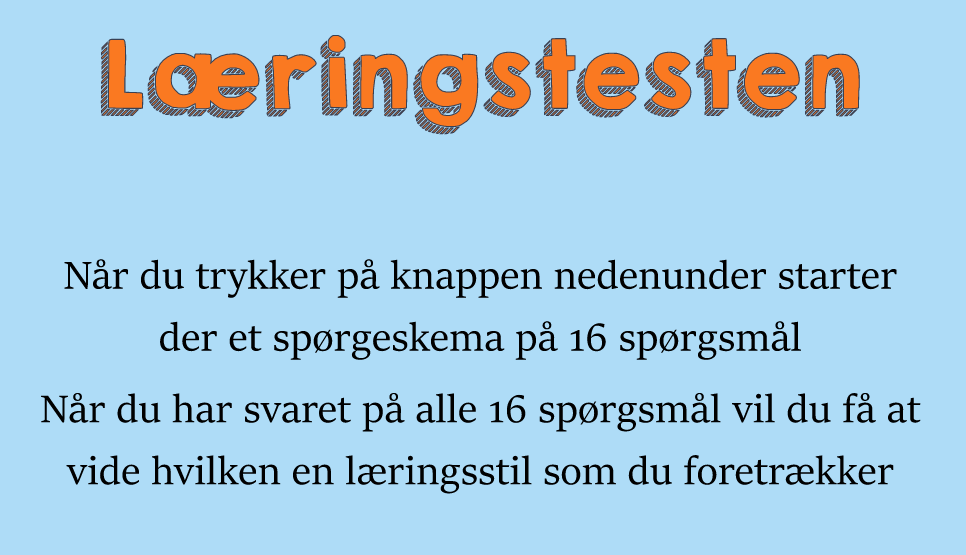 Læringstesten
Når du trykker på knappen nedenunder starter
der et spørgeskema på 16 spørgsmål
Når du har svaret på alle 16 spørgsmål vil du få at
vide hvilken en læringsstil som du foretrækker